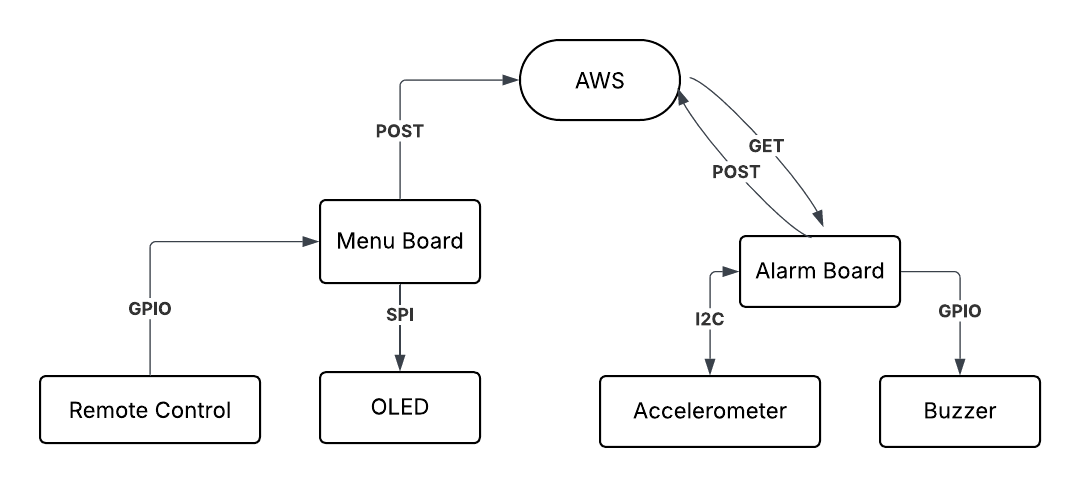 AWS
POST
GET
POST
Menu Board
Alarm Board
GPIO
SPI
I2C
GPIO
Remote Control
OLED
Accelerometer
Buzzer